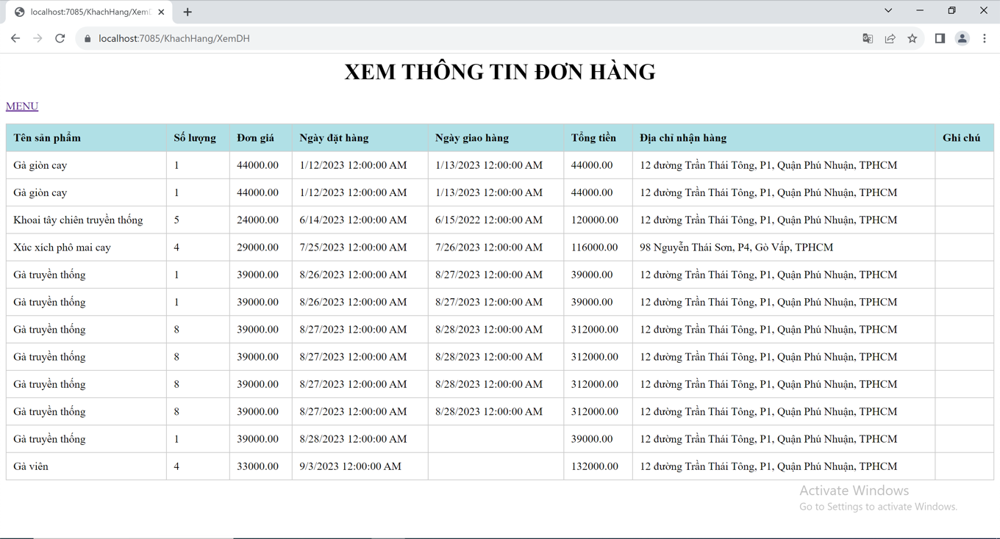 localhost:7085/KhachHang/XemD
localhost:7085/KhachHang/XemDH
XEM THÔNG TIN ĐƠN HÀNG
MENU
Tên sản phẩm Số lượng Đơn giá Ngày đặt hàng Ngày giao hàng Tổng tiền Địa chỉ nhận hàng Ghi chú
Gà giòn cay 1 44000.00 1/12/2023 12:00:00 AM 1/13/2023 12:00:00 AM 44000.00 12 đường Trần Thái Tông, P1, Quận Phú Nhuận, TPHCM
Gà giòn cay 1 44000.00 1/12/2023 12:00:00 AM 1/13/2023 12:00:00 AM 44000.00 12 đường Trần Thái Tông, P1, Quận Phú Nhuận, TPHCM
Khoai tây chiên truyền thống 5 24000.00 6/14/2023 12:00:00 AM 6/15/2022 12:00:00 AM 120000.00 12 đường Trần Thái Tông, P1, Quận Phú Nhuận, TPHCM
Xúc xích phô mai cay 4 29000.00 7/25/2023 12:00:00 AM 7/26/2023 12:00:00 AM 116000.00 98 Nguyễn Thái Sơn, P4, Gò Vấp, TPHCM
Gà truyền thống 1 39000.00 8/26/2023 12:00:00 AM 8/27/2023 12:00:00 AM 39000.00 12 đường Trần Thái Tông, P1, Quận Phú Nhuận, TPHCM
Gà truyền thống 1 39000.00 8/26/2023 12:00:00 AM 8/27/2023 12:00:00 AM 39000.00 12 đường Trần Thái Tông, P1, Quận Phú Nhuận, TPHCM
Gà truyền thống 8 39000.00 8/27/2023 12:00:00 AM 8/28/2023 12:00:00 AM 312000.00 12 đường Trần Thái Tông, P1, Quận Phú Nhuận, TPHCM
Gà truyền thống 8 39000.00 8/27/2023 12:00:00 AM 8/28/2023 12:00:00 AM 312000.00 12 đường Trần Thái Tông, P1, Quận Phú Nhuận, TPHCM
Gà truyền thống 8 39000.00 8/27/2023 12:00:00 AM 8/28/2023 12:00:00 AM 312000.00 12 đường Trần Thái Tông, P1, Quận Phú Nhuận, TPHCM
Gà truyền thống 8 39000.00 8/27/2023 12:00:00 AM 8/28/2023 12:00:00 AM 312000.00 12 đường Trần Thái Tông, P1, Quận Phú Nhuận, TPHCM
Gà truyền thống 1 39000.00 8/28/2023 12:00:00 AM 39000.00 12 đường Trần Thái Tông, P1, Quận Phú Nhuận, TPHCM
Gà viên 4 33000.00 9/3/2023 12:00:00 AM 132000.00 12 đường Trần Thái Tông, P1, Quận Phú Nhuận, TPHCM
Activate Windows
Go to Settings to activate Windows.